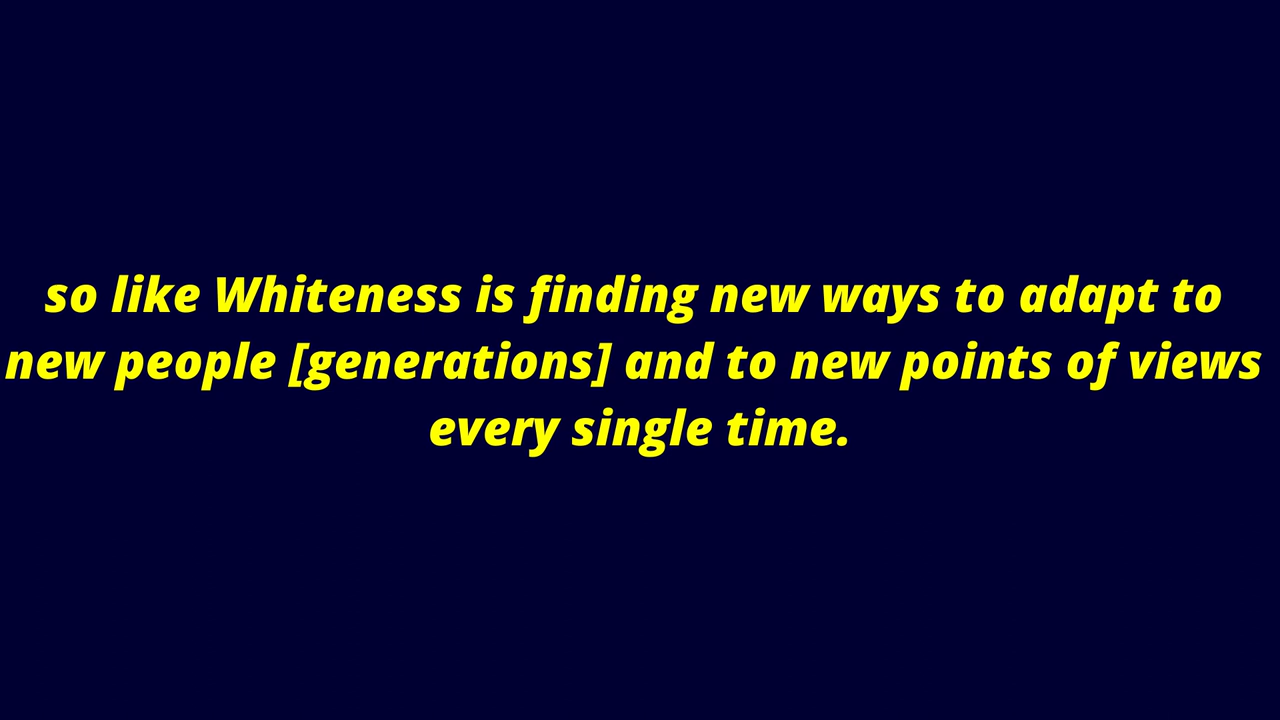 so like Whiteness is finding new ways to adapt to
new people [generations] and to new points of views
every single time.